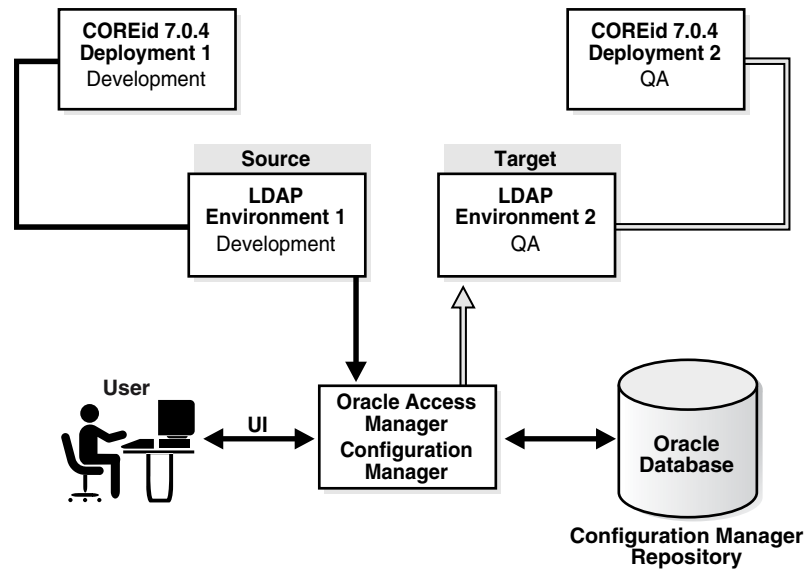 COREid 7.0.4
Deployment 1
Development
COREid 7.0.4
Deployment 2
QA
Source
LDAP
Environment 1
Development
Target
LDAP
Environment 2
QA
User
UI
Oracle Access
Manager
Configuration
Manager
Oracle
Database
Configuration Manager
Repository